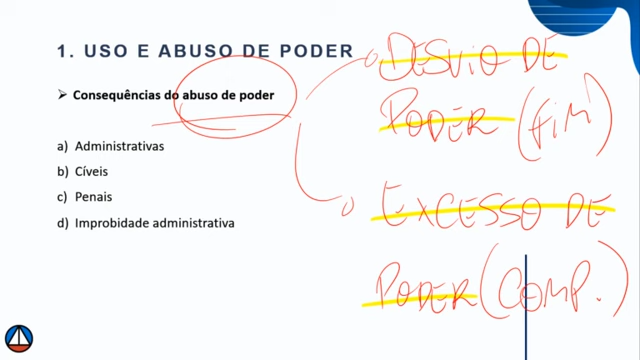 1. USO E ABUSO DE PODER
➢ Consequências do abuso de poder
a) Administrativas
b) Cíveis
c) Penais
d) Improbidade administrativa
DESVIO DE
PODER (FIM)
EXCESSO DE
PODER (COMP.)